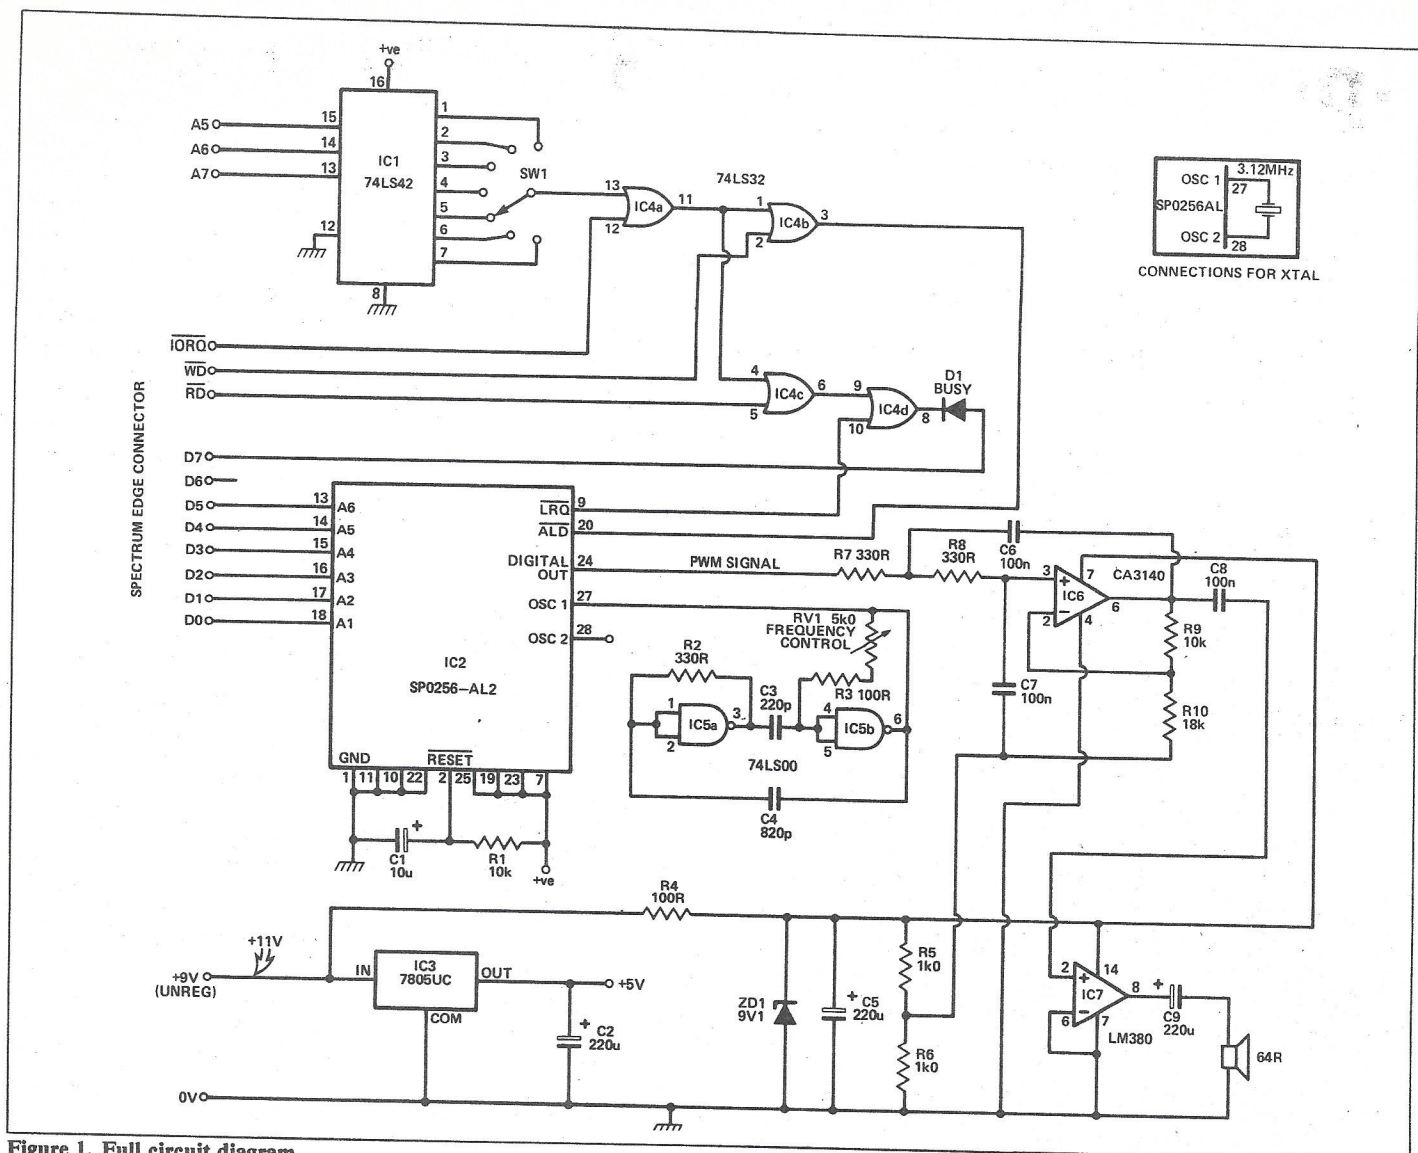 +ve
16
A5
15
1
A6
14
2
A7
13
3
IC1
74LS42
4
5
6
7
12
8
SW1
13
12
IC4a
11
74LS32
1
2
IC4b
3
3.12MHz
OSC 1
27
SP0256AL
OSC 2
28
CONNECTIONS FOR XTAL
IORQ
WD
RD
4
5
IC4c
6
9
10
IC4d
8
D1
BUSY
SPECTRUM EDGE CONNECTOR
D7
D6
D5
13
A6
D4
14
A5
D3
15
A4
D2
16
A3
D1
17
A2
D0
18
A1
LRQ
9
ALD
20
DIGITAL
OUT
24
OSC 1
27
OSC 2
28
IC2
SP0256-AL2
GND
RESET
1
11
10
22
2
25
19
23
7
+
C1
10u
R1
10k
+ve
PWM SIGNAL
R7 330R
R8
330R
C6
100n
3
+
7
CA3140
IC6
6
2
−
4
C8
100n
R9
10k
R10
18k
C7
100n
RV1 5k0
FREQUENCY
CONTROL
R2
330R
R3 100R
1
2
IC5a
3
C3
220p
4
5
IC5b
6
74LS00
C4
820p
R4
100R
+11V
+9V
(UNREG)
IN
IC3
7805UC
OUT
COM
+5V
+
C2
220u
ZD1
9V1
+
C5
220u
R5
1k0
R6
1k0
2
+
14
IC7
8
6
−
7
LM380
+
C9
220u
64R
0V
Figure 1. Full circuit diagram